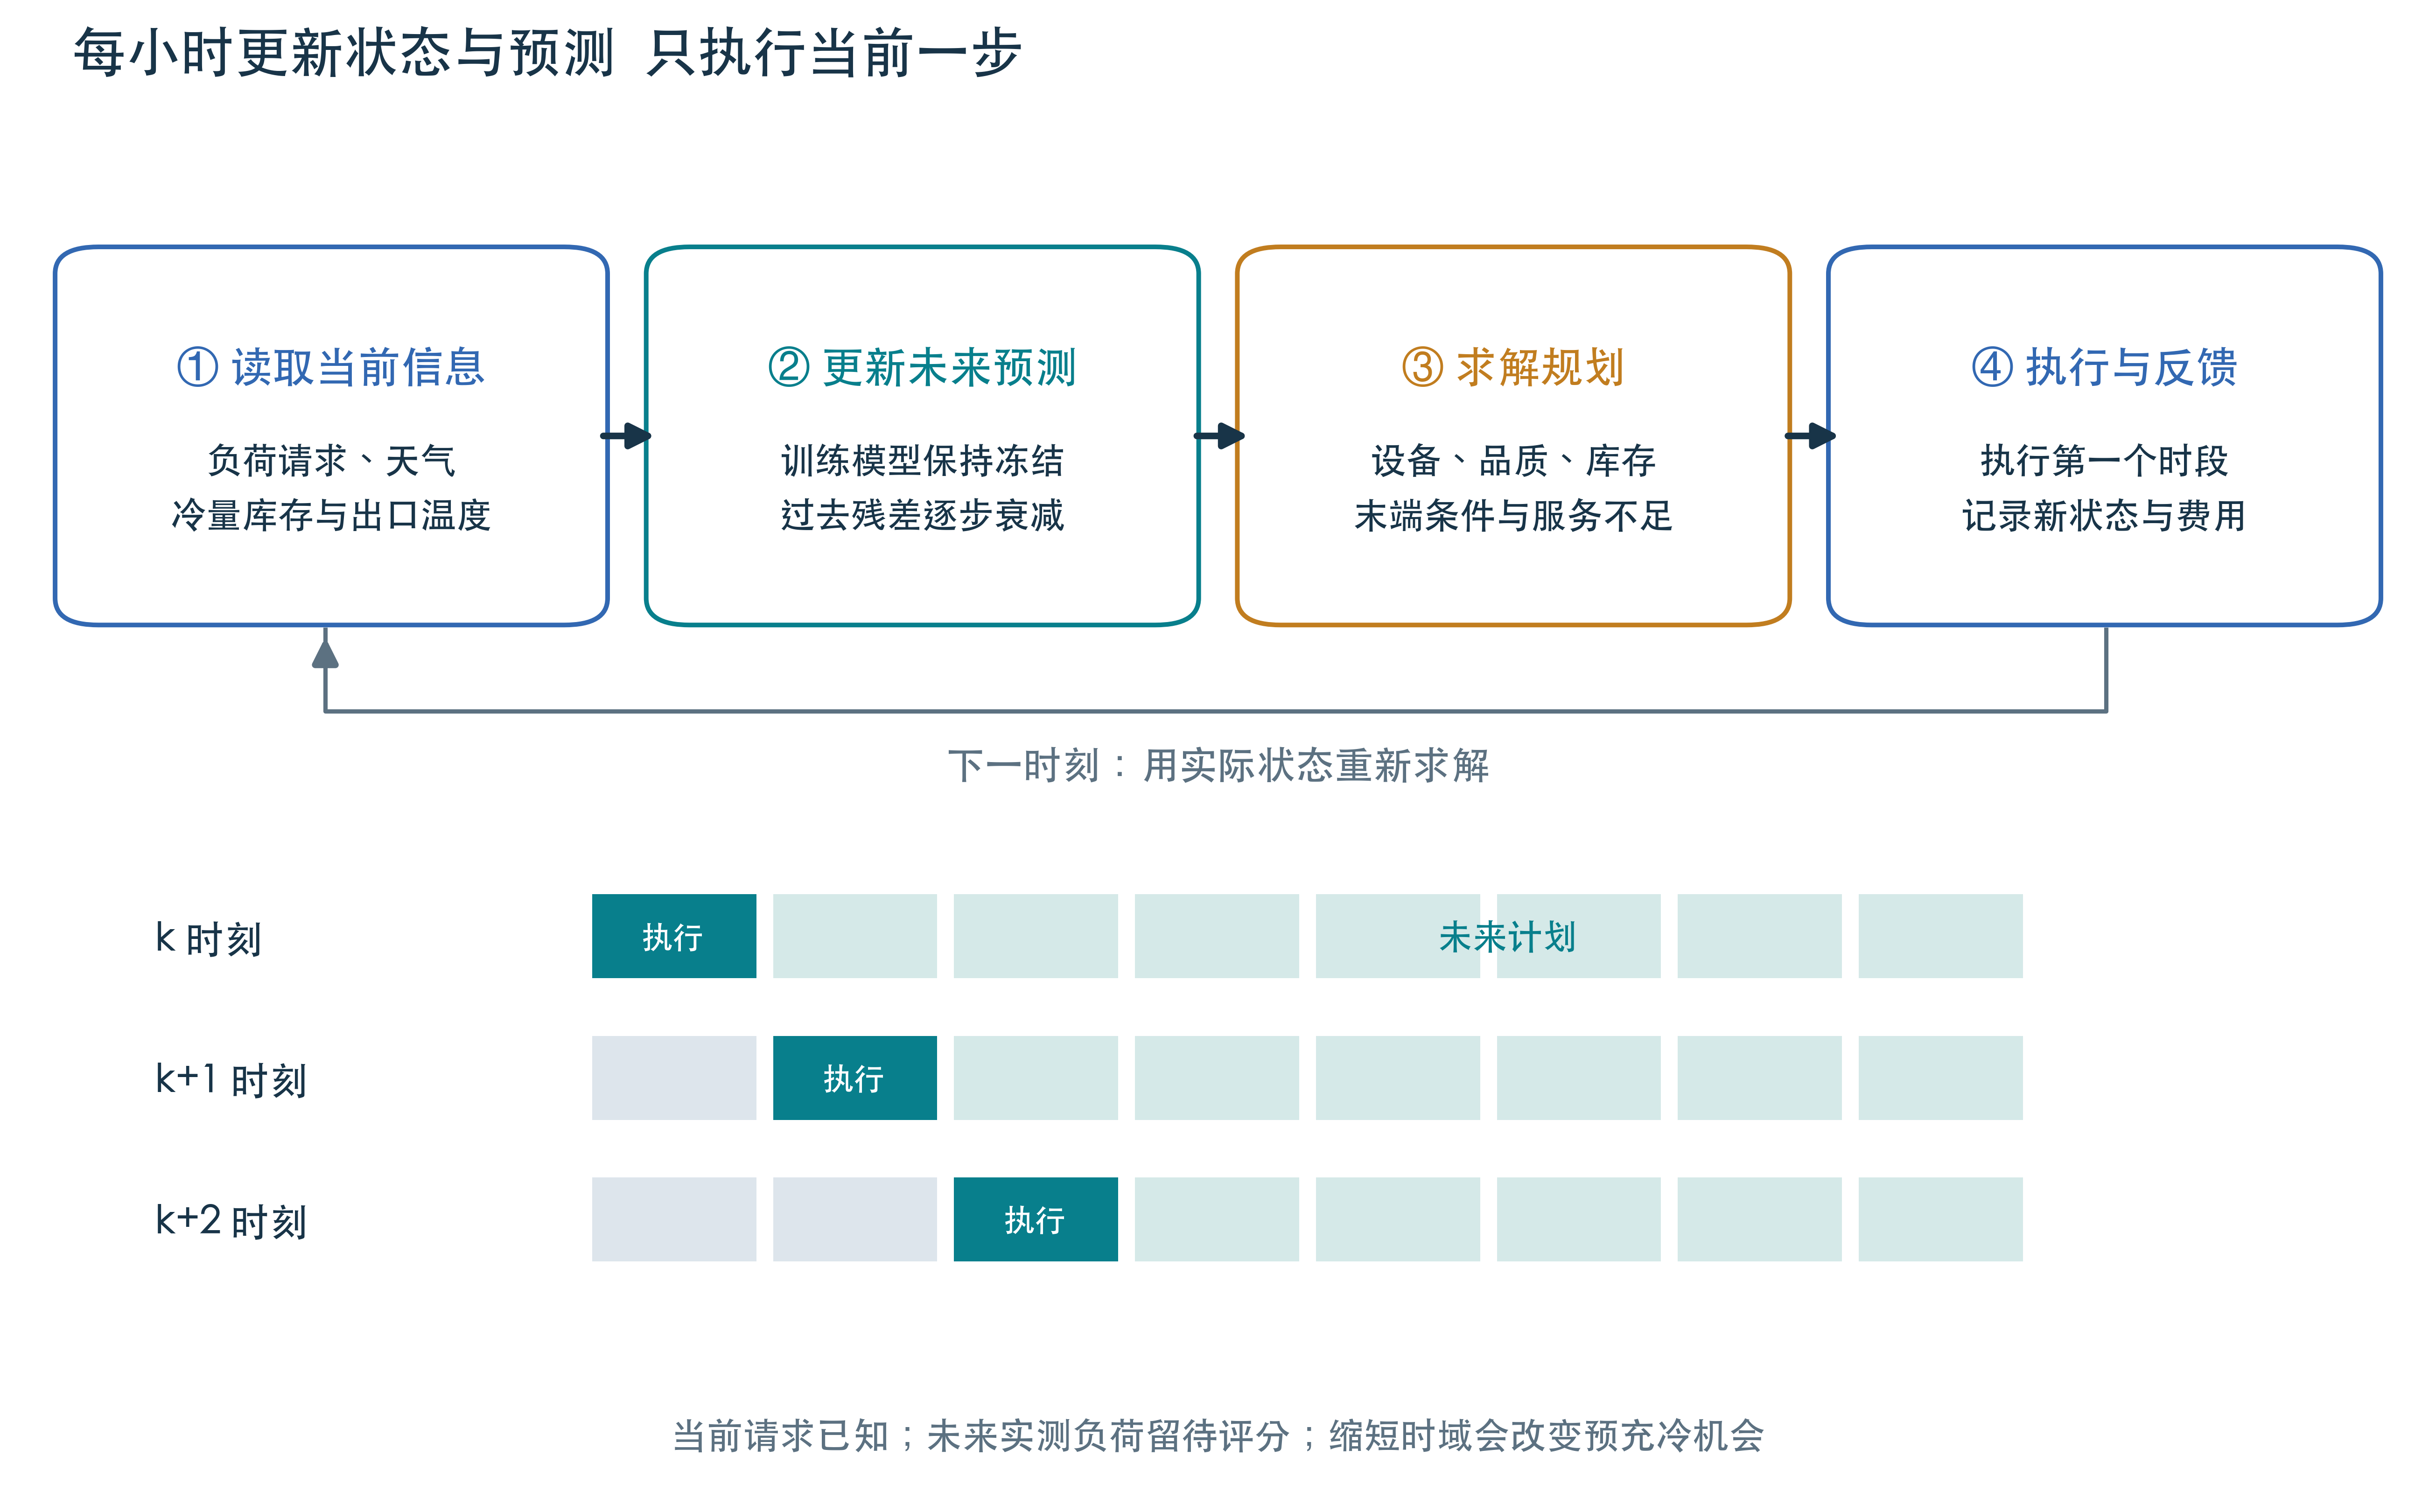 每小时更新状态与预测 只执行当前一步
① 读取当前信息
负荷请求、天气
冷量库存与出口温度
② 更新未来预测
训练模型保持冻结
过去残差逐步衰减
③ 求解规划
设备、品质、库存
末端条件与服务不足
④ 执行与反馈
执行第一个时段
记录新状态与费用
下一时刻：用实际状态重新求解
k 时刻
执行
未来计划
k+1 时刻
执行
k+2 时刻
执行
当前请求已知；未来实测负荷留待评分；缩短时域会改变预充冷机会